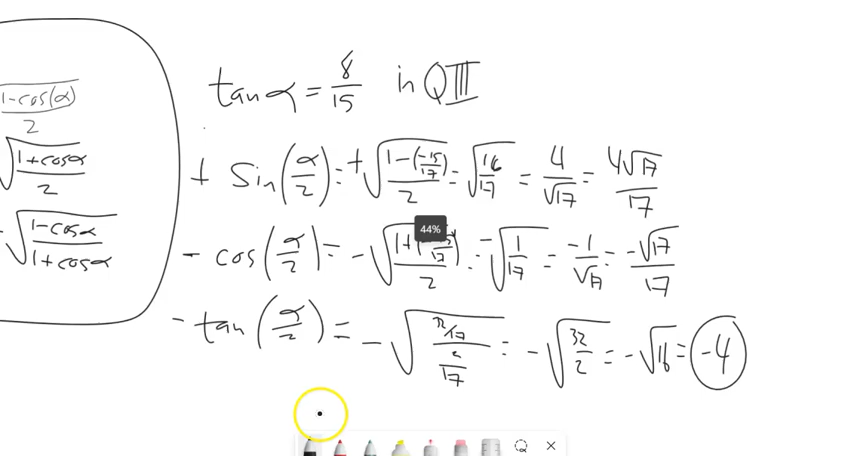 tanα = 8/15 in QIII
1-cos(α)/2
+ sin(α/2) = +√((1-(-15/17))/2) = √(16/17) = 4/√17 = 4√17/17
√((1+cosα)/2)
44%
- cos(α/2) = -√((1+(-15/17))/2) = -√(1/17) = -1/√17 = -√17/17
-√((1-cosα)/(1+cosα))
- tan(α/2) = -√((32/17)/(2/17)) = -√(32/2) = -√16 = -4